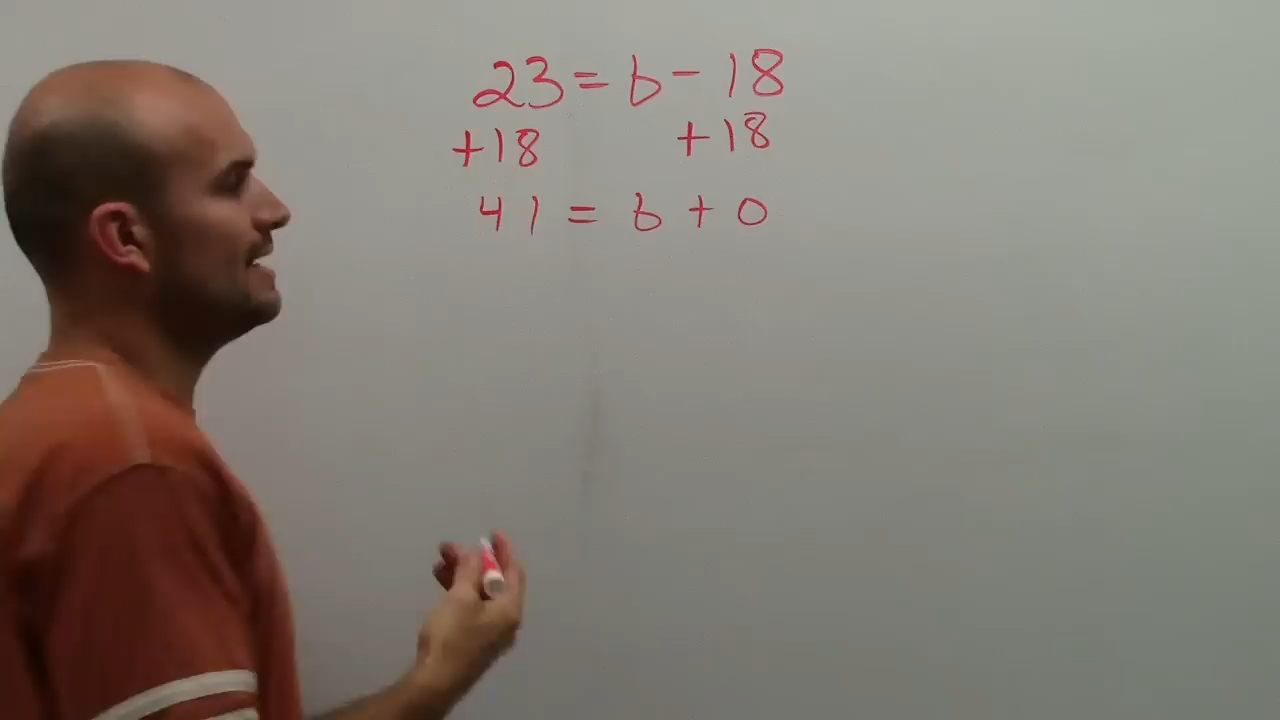 23 = b - 18
+18 +18
41 = b + 0